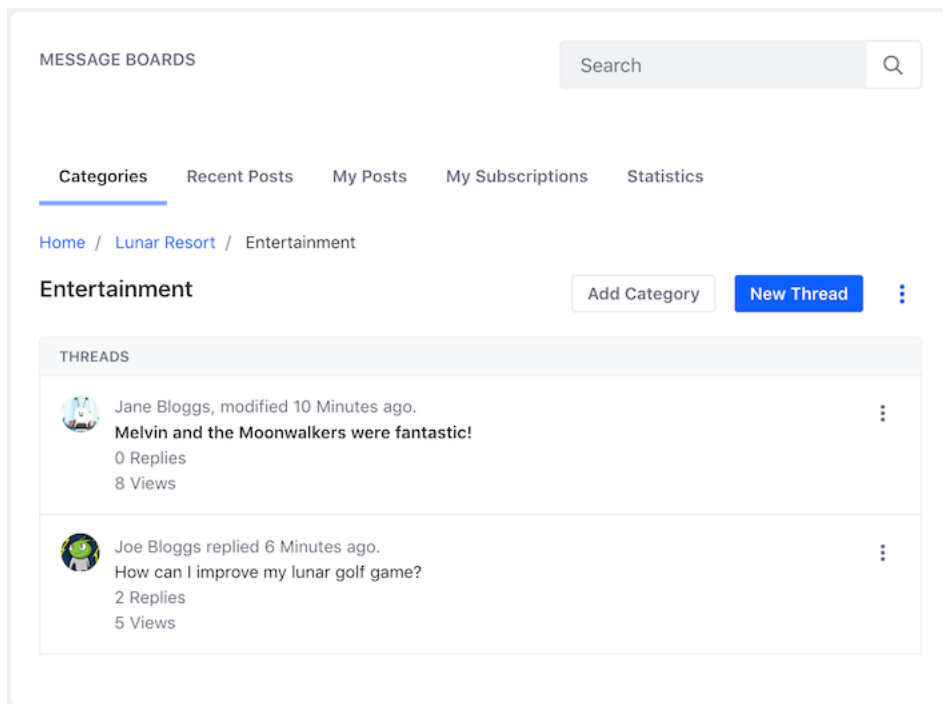 MESSAGE BOARDS
Search
Categories Recent Posts My Posts My Subscriptions Statistics
Home / Lunar Resort / Entertainment
Entertainment
Add Category New Thread
THREADS
Jane Bloggs, modified 10 Minutes ago.
Melvin and the Moonwalkers were fantastic!
0 Replies
8 Views
Joe Bloggs replied 6 Minutes ago.
How can I improve my lunar golf game?
2 Replies
5 Views